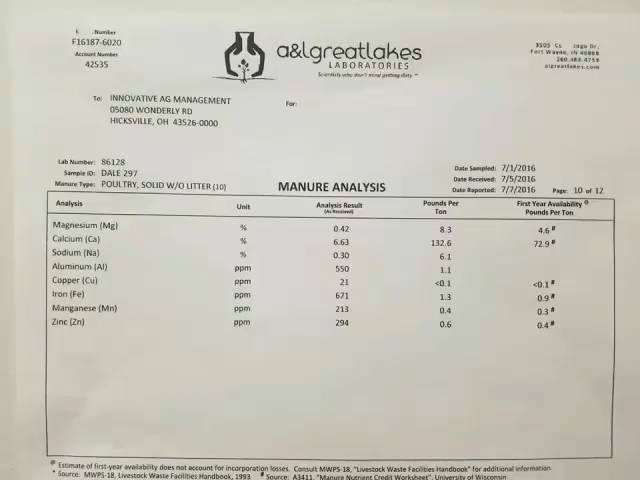 Number
F16187-6020
Account Number
42535
a&lgreatlakes
LABORATORIES
Scientists who don't mind getting dirty ™
3505 Dr.
Fort Wayne, IN 46808
260.483.4759
algreatlakes.com
To: INNOVATIVE AG MANAGEMENT
05080 WONDERLY RD
HICKSVILLE, OH 43526-0000
For:
Lab Number: 86128
Sample ID: DALE 297
Manure Type: POULTRY, SOLID W/O LITTER (10)
MANURE ANALYSIS
Date Sampled: 7/1/2016
Date Received: 7/5/2016
Date Reported: 7/7/2016 Page: 10 of 12
Analysis Unit Analysis Result (As Received) Pounds Per Ton First Year Availability @ Pounds Per Ton
Magnesium (Mg) % 0.42 8.3 4.6 #
Calcium (Ca) % 6.63 132.6 72.9 #
Sodium (Na) % 0.30 6.1
Aluminum (Al) ppm 550 1.1
Copper (Cu) ppm 21 <0.1 <0.1 #
Iron (Fe) ppm 671 1.3 0.9 #
Manganese (Mn) ppm 213 0.4 0.3 #
Zinc (Zn) ppm 294 0.6 0.4 #
@ Estimate of first-year availability does not account for incorporation losses. Consult MWPS-18, "Livestock Waste Facilities Handbook" for additional information.
* Source: MWPS-18, Livestock Waste Facilities Handbook, 1993 # Source: A3411, "Manure Nutrient Credit Worksheet", University of Wisconsin